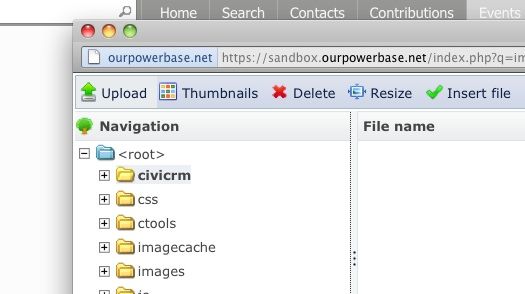 Home Search Contacts Contributions Events
ourpowerbase.net https://sandbox.ourpowerbase.net/index.php?q=im
Upload Thumbnails Delete Resize Insert file
Navigation File name
<root>
civicrm
css
ctools
imagecache
images